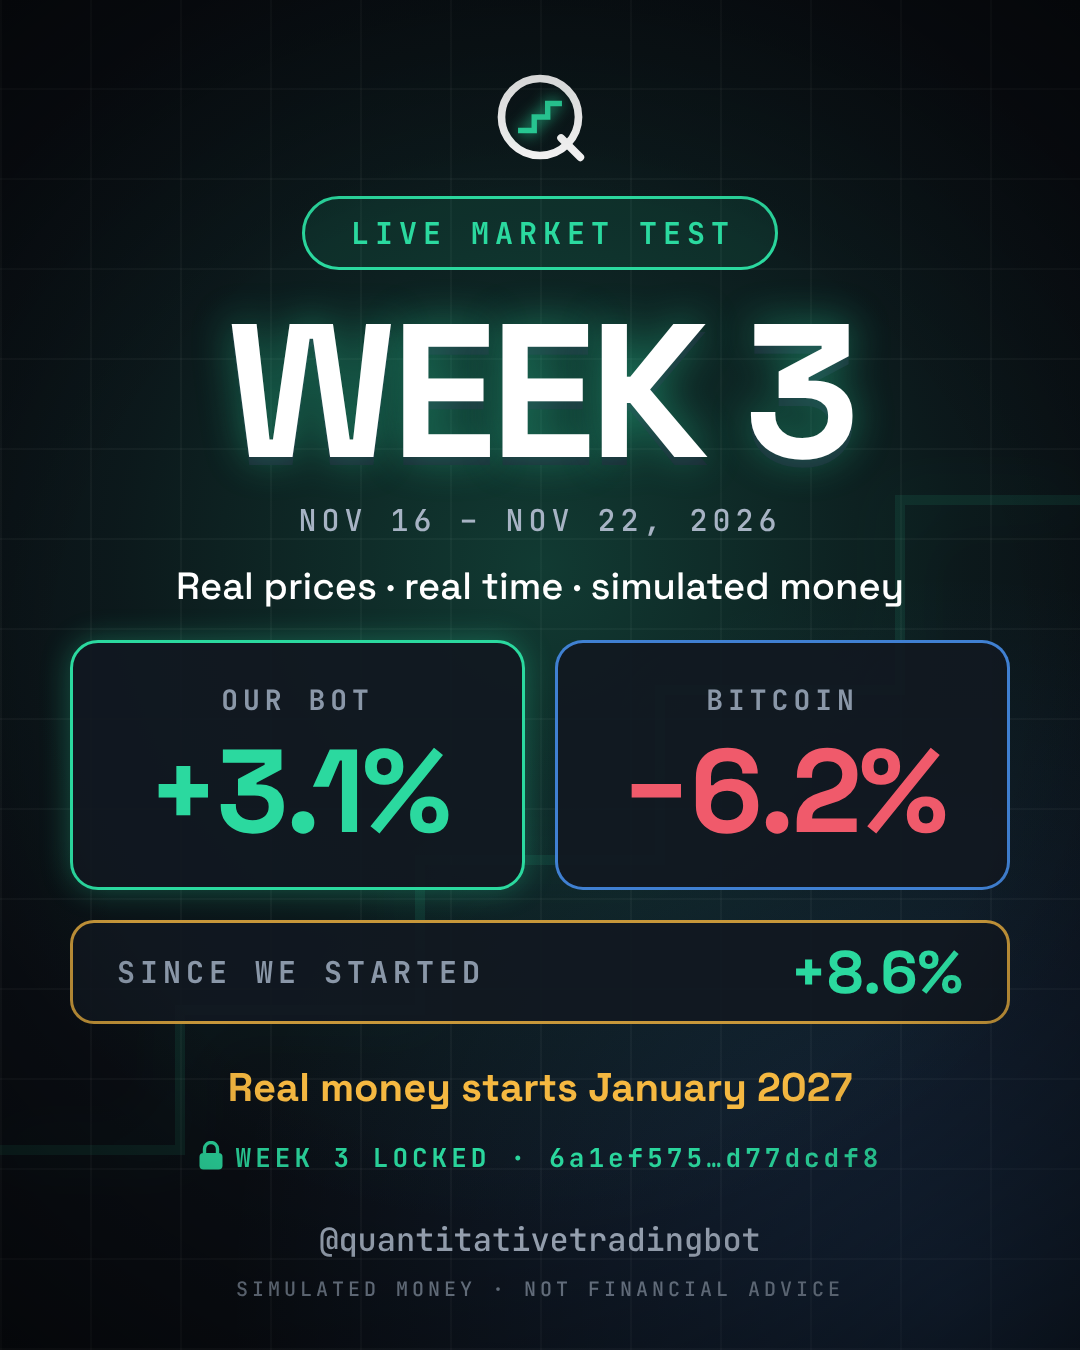 LIVE MARKET TEST
WEEK 3
NOV 16 – NOV 22, 2026
Real prices · real time · simulated money
OUR BOT
+3.1%
BITCOIN
−6.2%
SINCE WE STARTED
+8.6%
Real money starts January 2027
WEEK 3 LOCKED · 6a1ef575…d77dcdf8
@quantitativetradingbot
SIMULATED MONEY · NOT FINANCIAL ADVICE